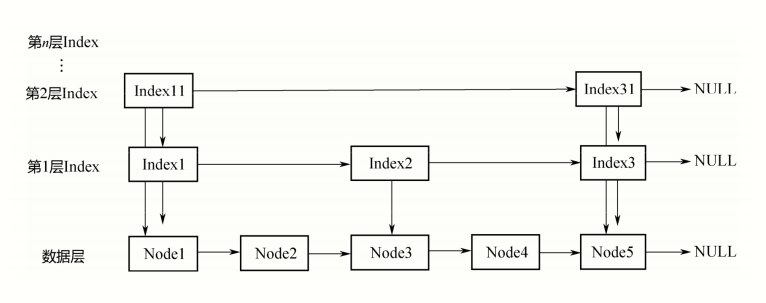 第n层Index
⋮
第2层Index Index11 Index31 NULL
第1层Index Index1 Index2 Index3 NULL
数据层 Node1 Node2 Node3 Node4 Node5 NULL